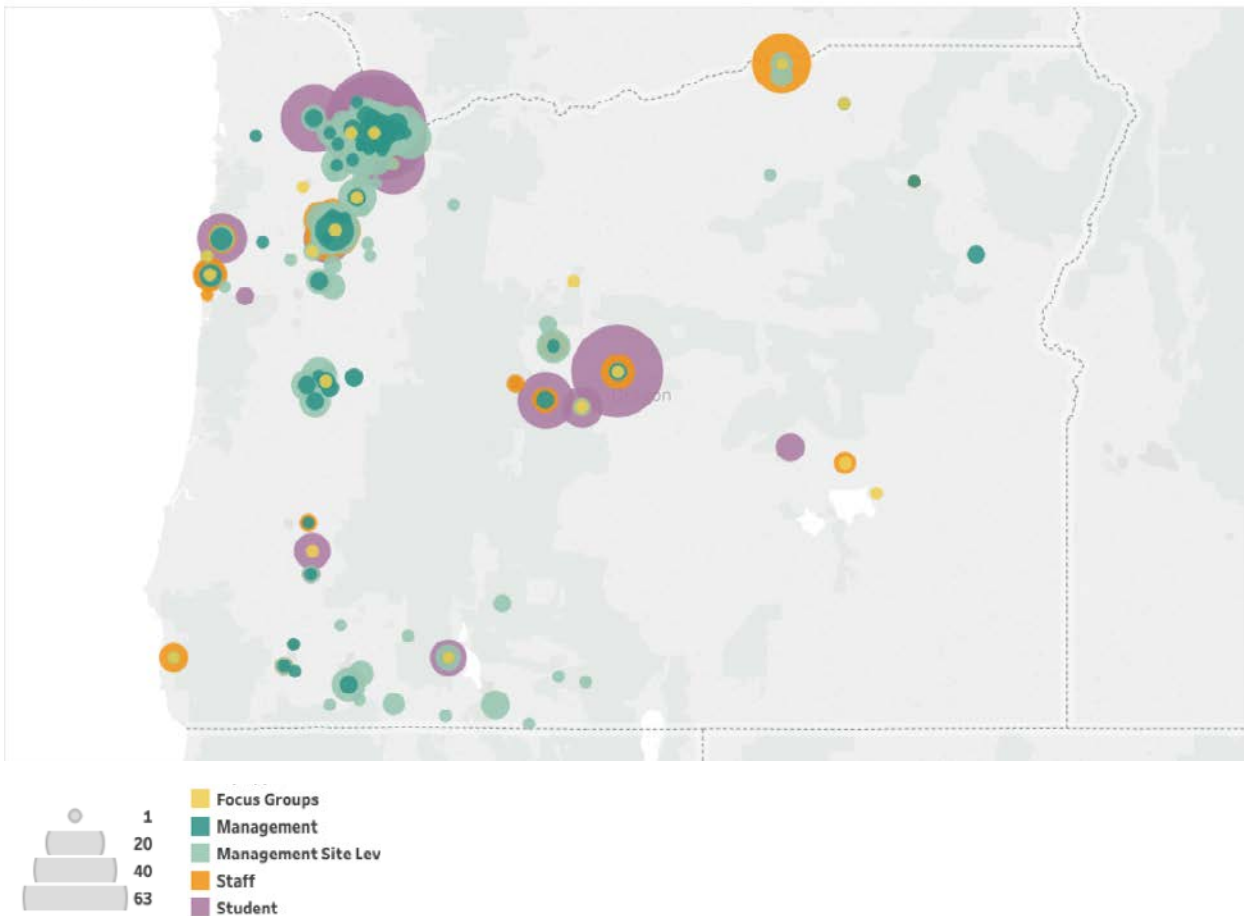 1
20
40
63
Focus Groups
Management
Management Site Lev
Staff
Student